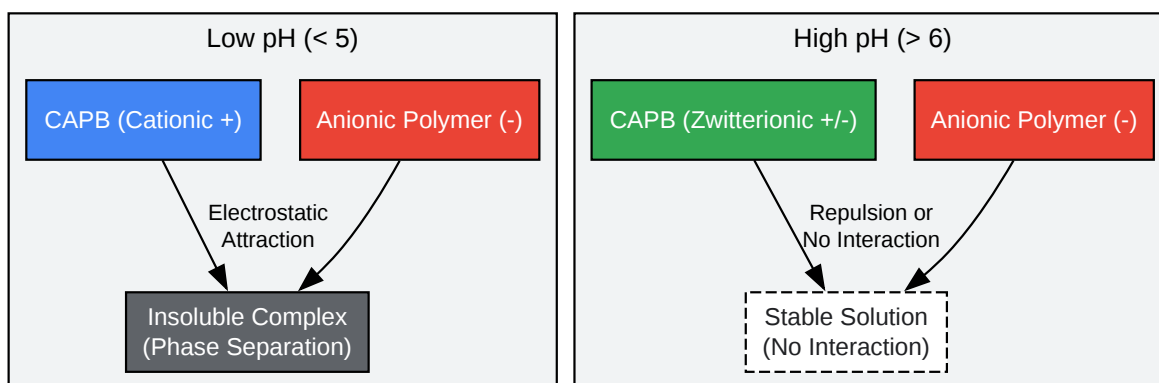 Low pH (< 5)
CAPB (Cationic +)
Anionic Polymer (-)
Electrostatic
Attraction
Insoluble Complex
(Phase Separation)
High pH (> 6)
CAPB (Zwitterionic +/-)
Anionic Polymer (-)
Repulsion or
No Interaction
Stable Solution
(No Interaction)